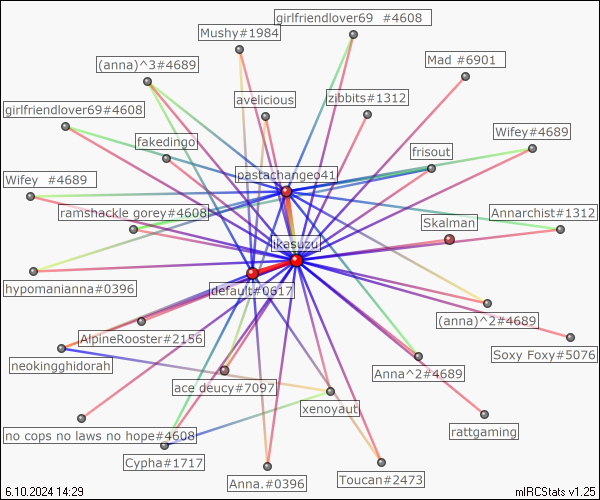 girlfriendlover69  #4608
Mushy#1984
(anna)^3#4689
Mad #6901
avelicious
zibbits#1312
girlfriendlover69#4608
fakedingo
Wifey#4689
frisout
pastachangeo41
Wifey  #4689
ramshackle gorey#4608
Annarchist#1312
Skalman
likasuzu
hypomanianna#0396
default#0617
(anna)^2#4689
AlpineRooster#2156
Soxy Foxy#5076
neokingghidorah
Anna^2#4689
ace deucy#7097
xenoyaut
rattgaming
no cops no laws no hope#4608
Cypha#1717
Toucan#2473
Anna.#0396
6.10.2024 14:29
mIRCStats v1.25